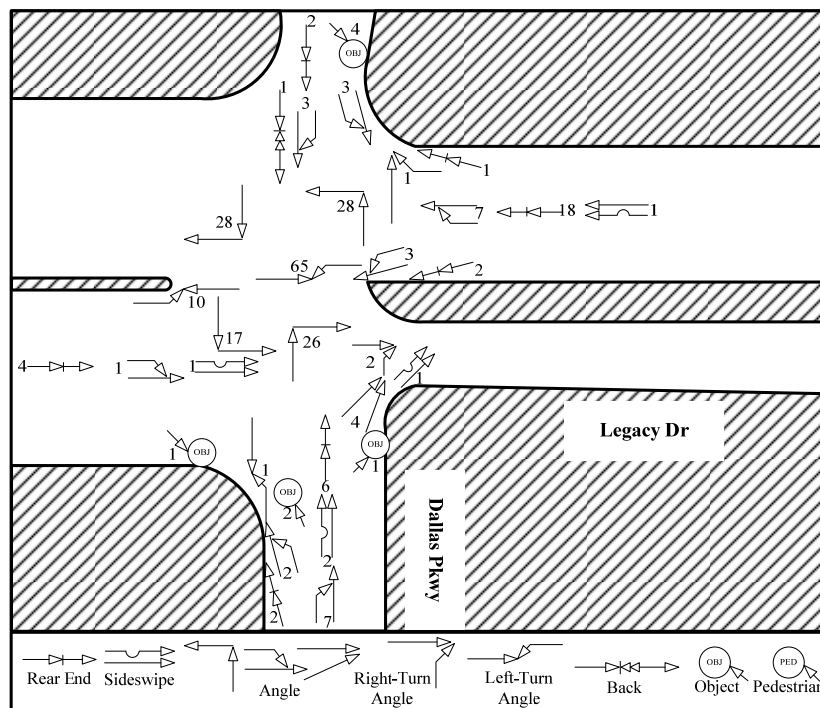 2
4
OBJ
1
3
3
1
1
28
28
7
18
1
65
3
2
10
17
26
2
4
1
1
1
4
OBJ
1
Legacy Dr
1
OBJ
1
6
OBJ
2
2
2
2
7
Dallas Pkwy
Rear End
Sideswipe
Angle
Right-Turn
Angle
Left-Turn
Angle
Back
OBJ
Object
PED
Pedestrian